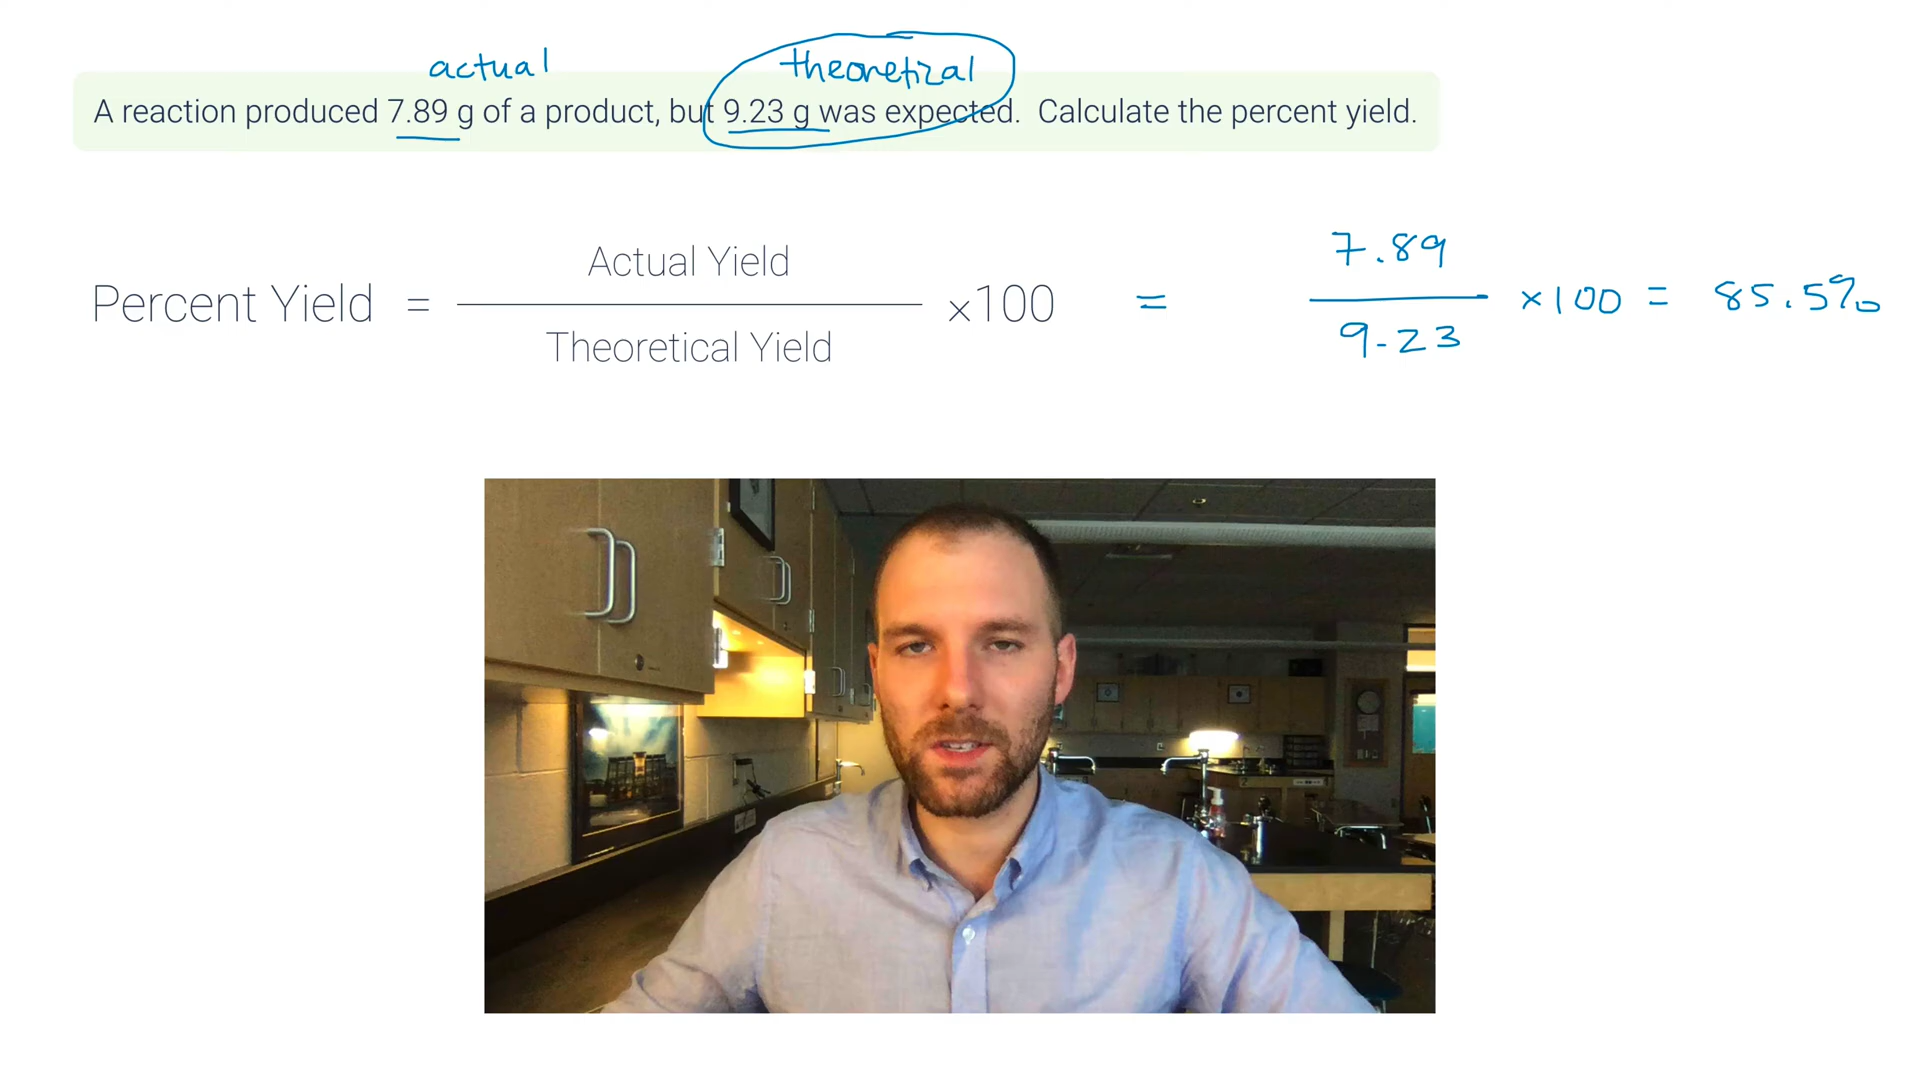 actual theoretical
A reaction produced 7.89 g of a product, but 9.23 g was expected. Calculate the percent yield.
Percent Yield = Actual Yield / Theoretical Yield ×100 = 7.89 / 9.23 ×100 = 85.5%